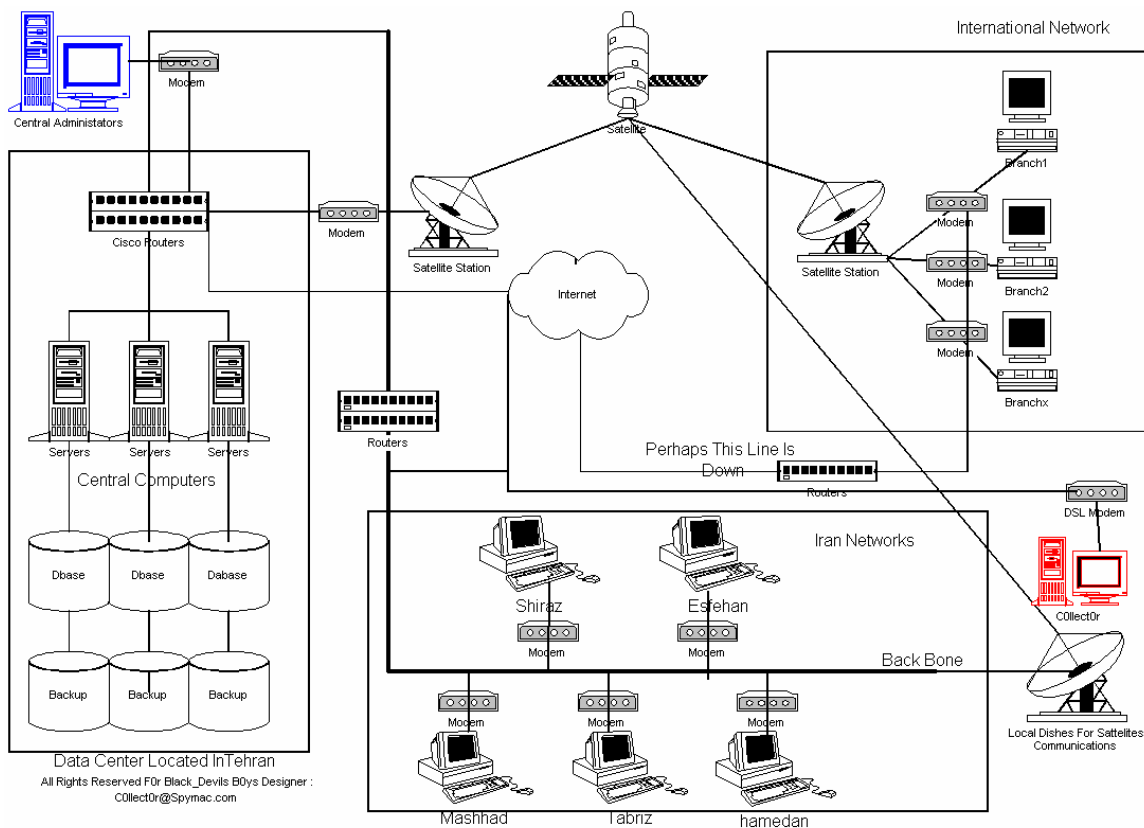 International Network
Modem
Central Administators
Satellite
Branch1
Cisco Routers
Modem
Satellite Station
Satellite Station
Modem
Internet
Modem
Branch2
Modem
Branchx
Servers
Servers
Servers
Central Computers
Routers
Perhaps This Line Is
Down
Routers
DSL Modem
Dbase
Dbase
Dabase
Iran Networks
Shiraz
Esfehan
C0llect0r
Modem
Modem
Back Bone
Backup
Backup
Backup
Modem
Modem
Modem
Local Dishes For Sattelites
Communications
Data Center Located InTehran
All Rights Reserved F0r Black_Devils B0ys Designer :
C0llect0r@Spymac.com
Mashhad
Tabriz
hamedan